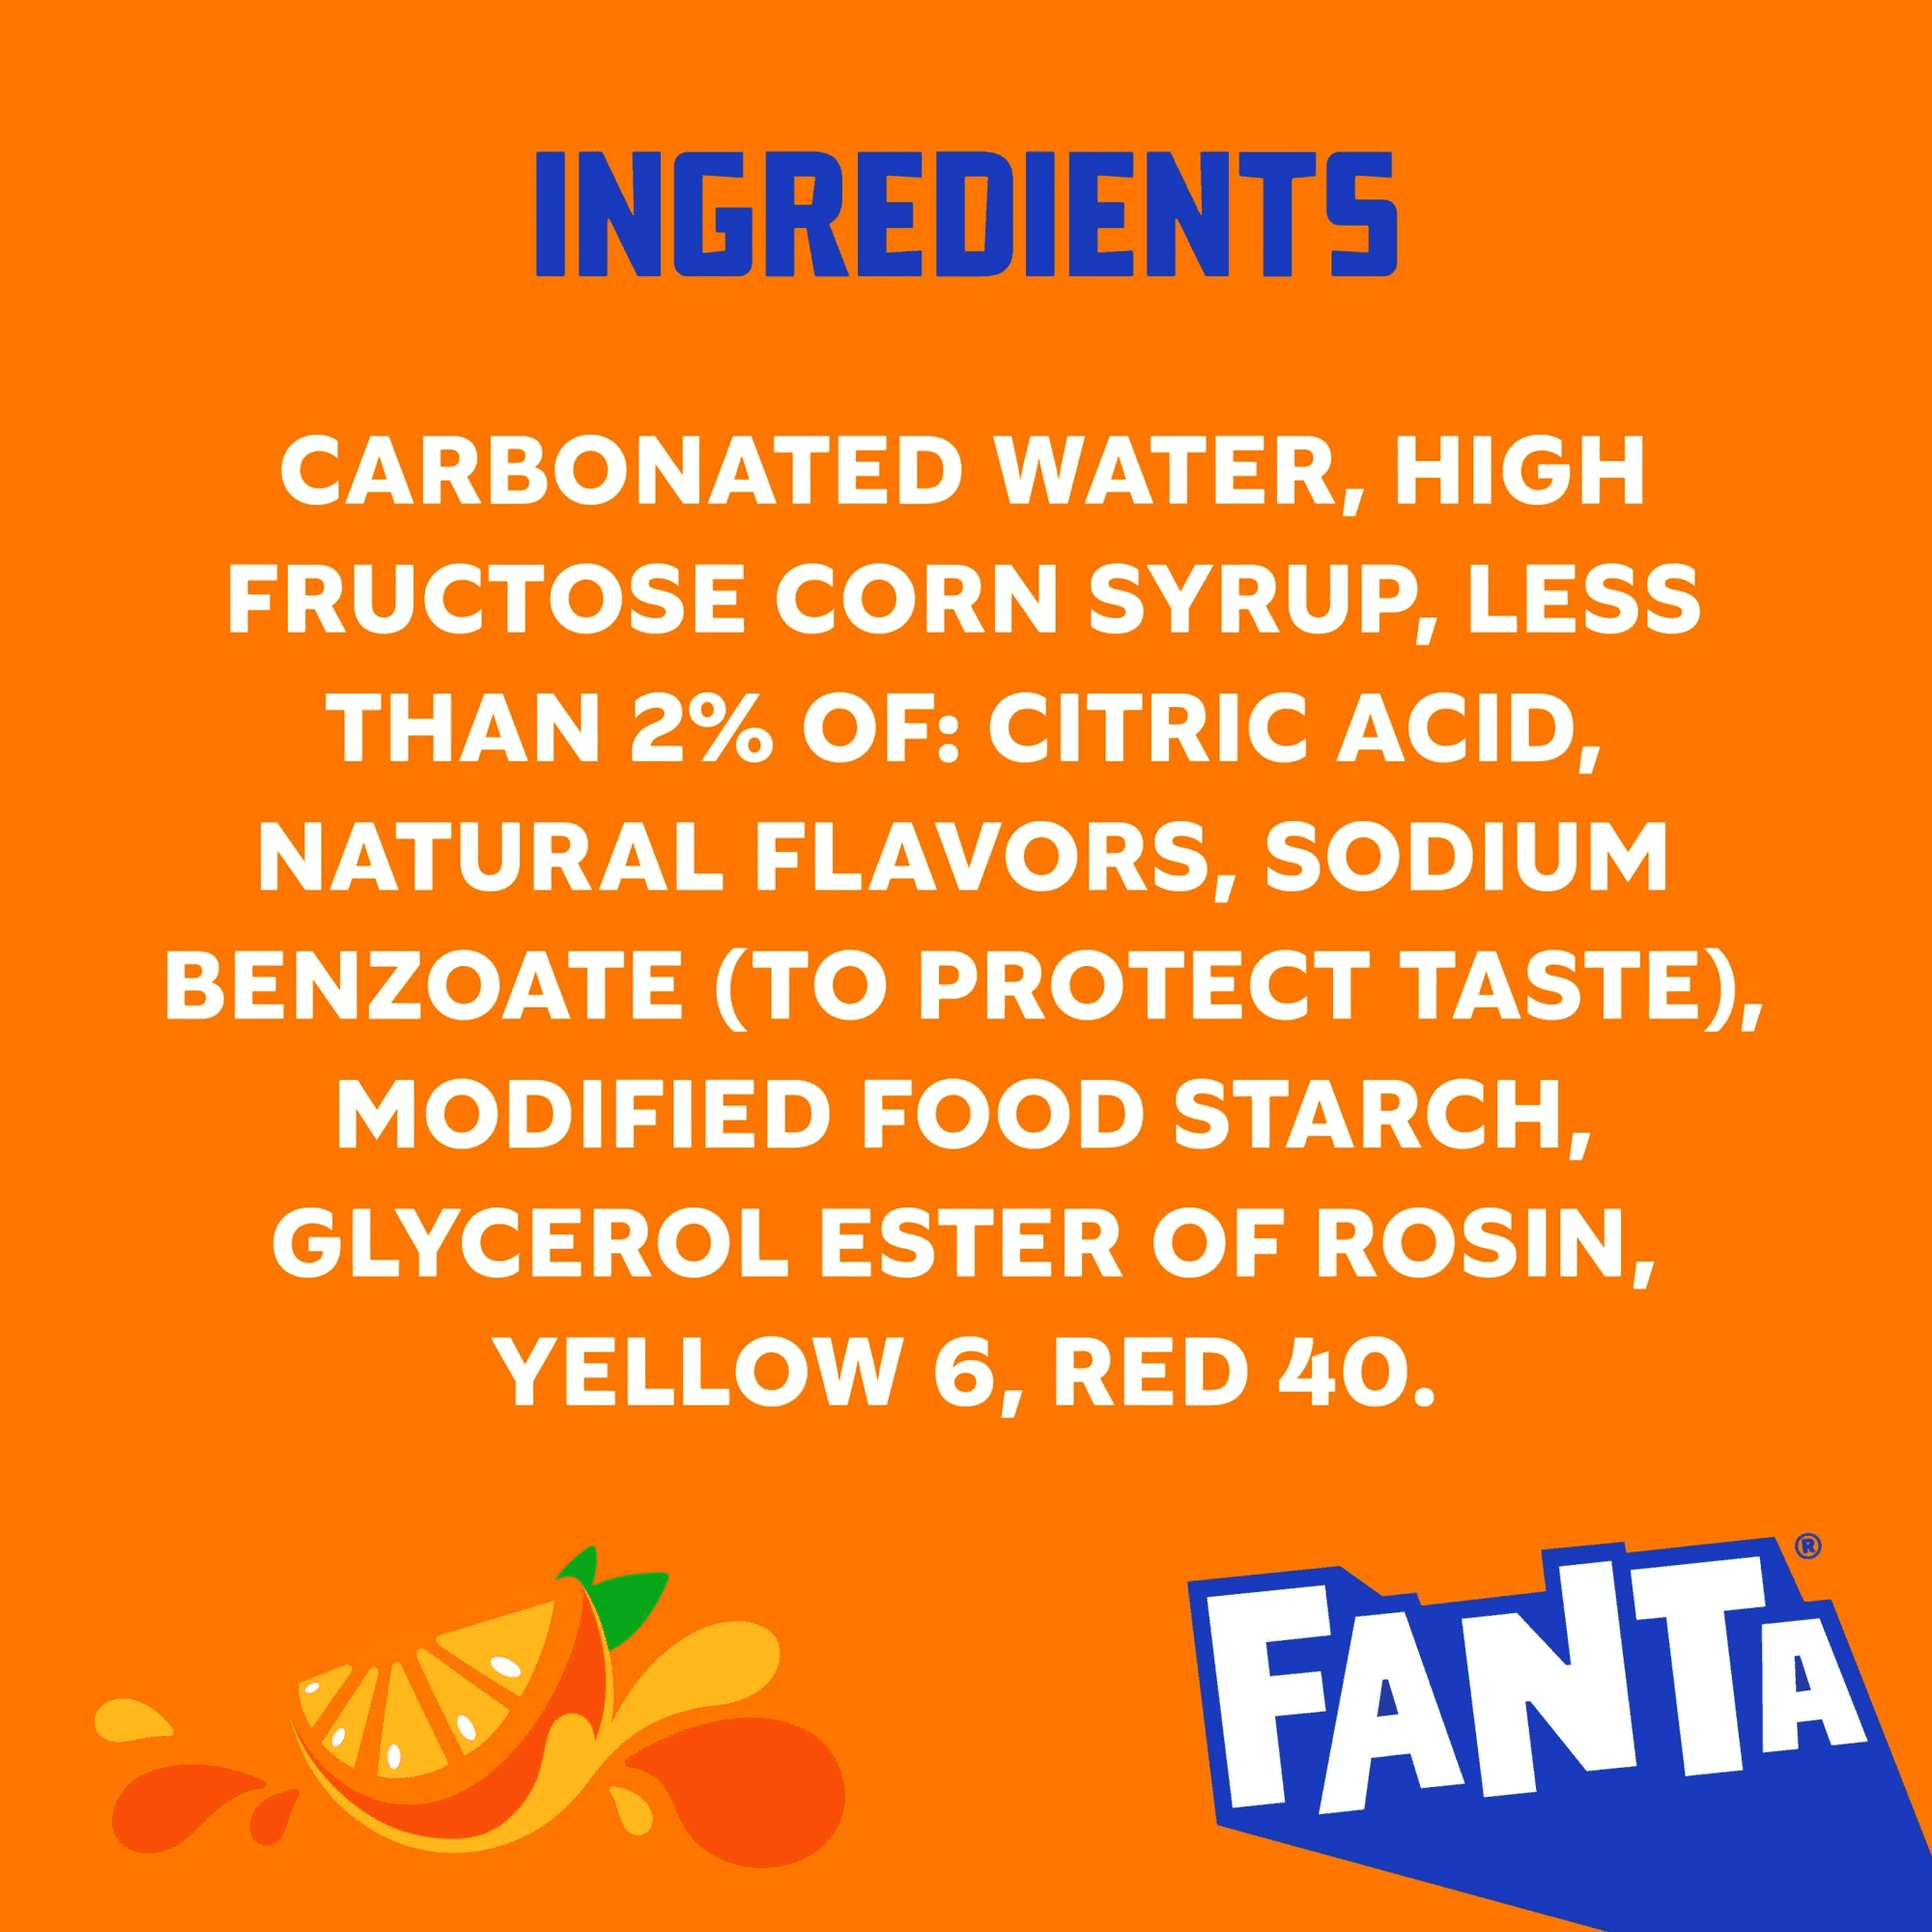 INGREDIENTS
CARBONATED WATER, HIGH
FRUCTOSE CORN SYRUP, LESS
THAN 2% OF: CITRIC ACID,
NATURAL FLAVORS, SODIUM
BENZOATE (TO PROTECT TASTE),
MODIFIED FOOD STARCH,
GLYCEROL ESTER OF ROSIN,
YELLOW 6, RED 40.
FANTA®